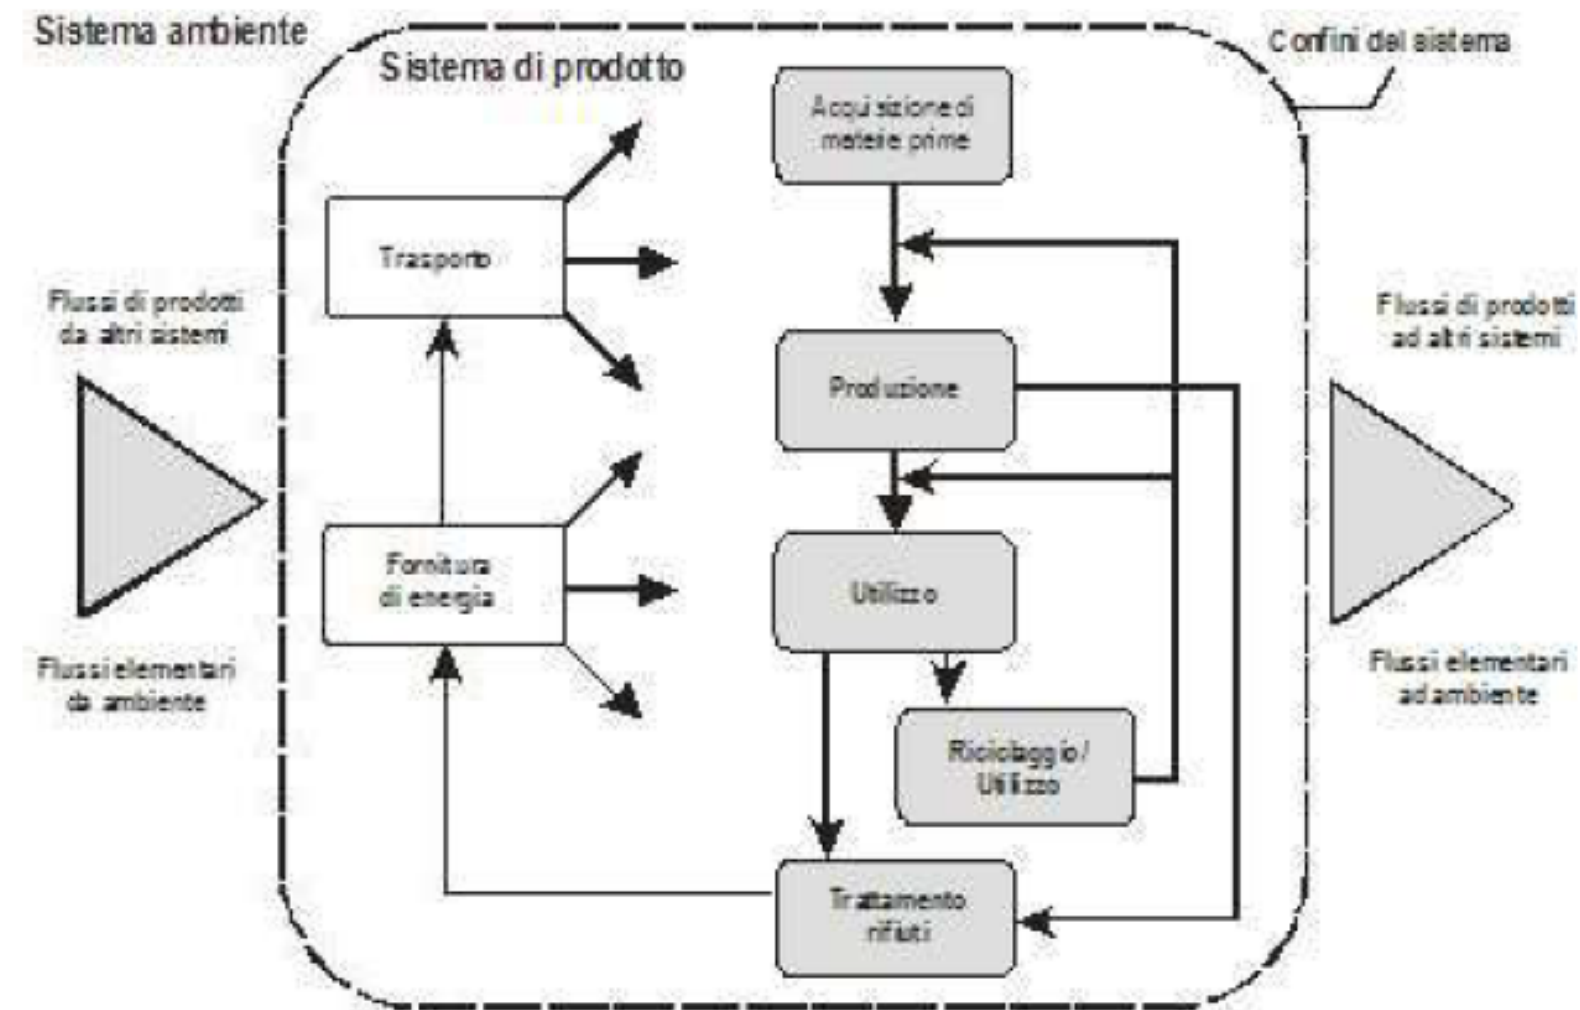 Sistema ambiente
Sistema di prodotto
Confini del sistema
Acquisizione di
materie prime
Trasporto
Flussi di prodotti
da altri sistemi
Flussi di prodotti
ad altri sistemi
Produzione
Fornitura
di energia
Utilizzo
Flussi elementari
da ambiente
Flussi elementari
ad ambiente
Riciclaggio/
Utilizzo
Trattamento
rifiuti